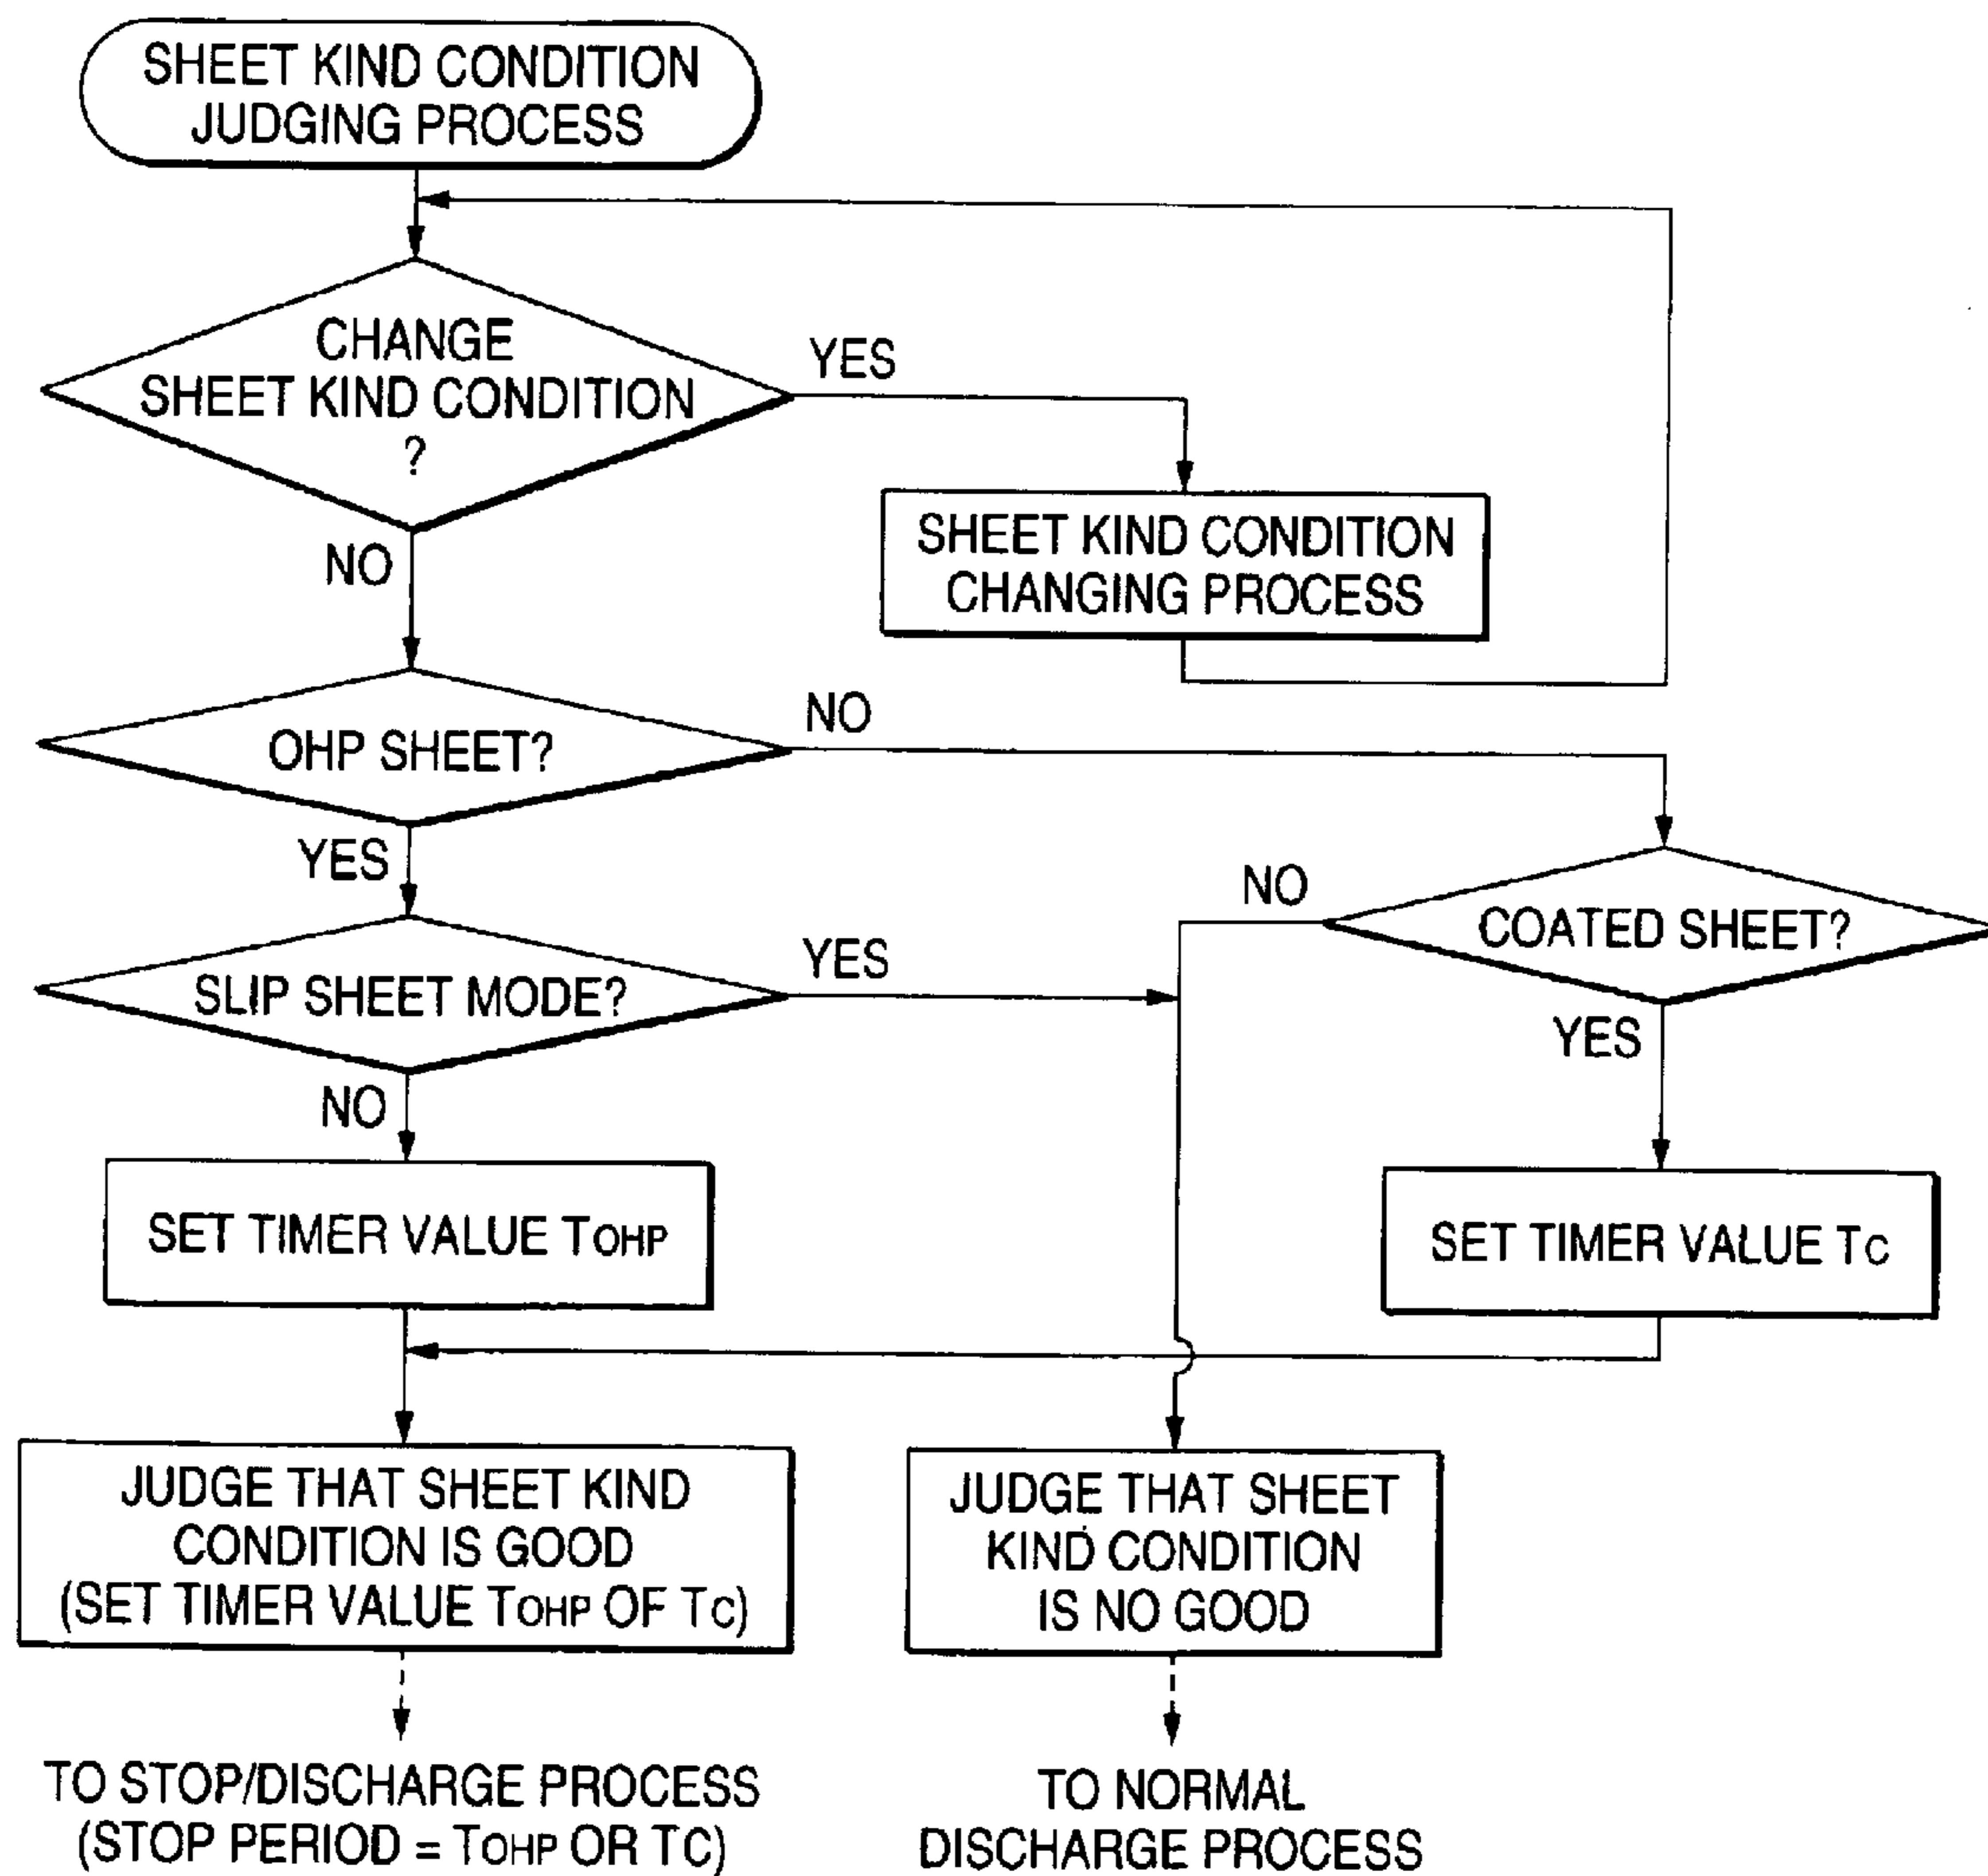 SHEET KIND CONDITION
JUDGING PROCESS
CHANGE
SHEET KIND CONDITION
?
YES
SHEET KIND CONDITION
CHANGING PROCESS
NO
OHP SHEET?
NO
YES
COATED SHEET?
NO
YES
SLIP SHEET MODE?
YES
NO
SET TIMER VALUE TOHP
SET TIMER VALUE TC
JUDGE THAT SHEET KIND
CONDITION IS GOOD
(SET TIMER VALUE TOHP OF TC)
JUDGE THAT SHEET
KIND CONDITION
IS NO GOOD
TO STOP/DISCHARGE PROCESS
(STOP PERIOD = TOHP OR TC)
TO NORMAL
DISCHARGE PROCESS